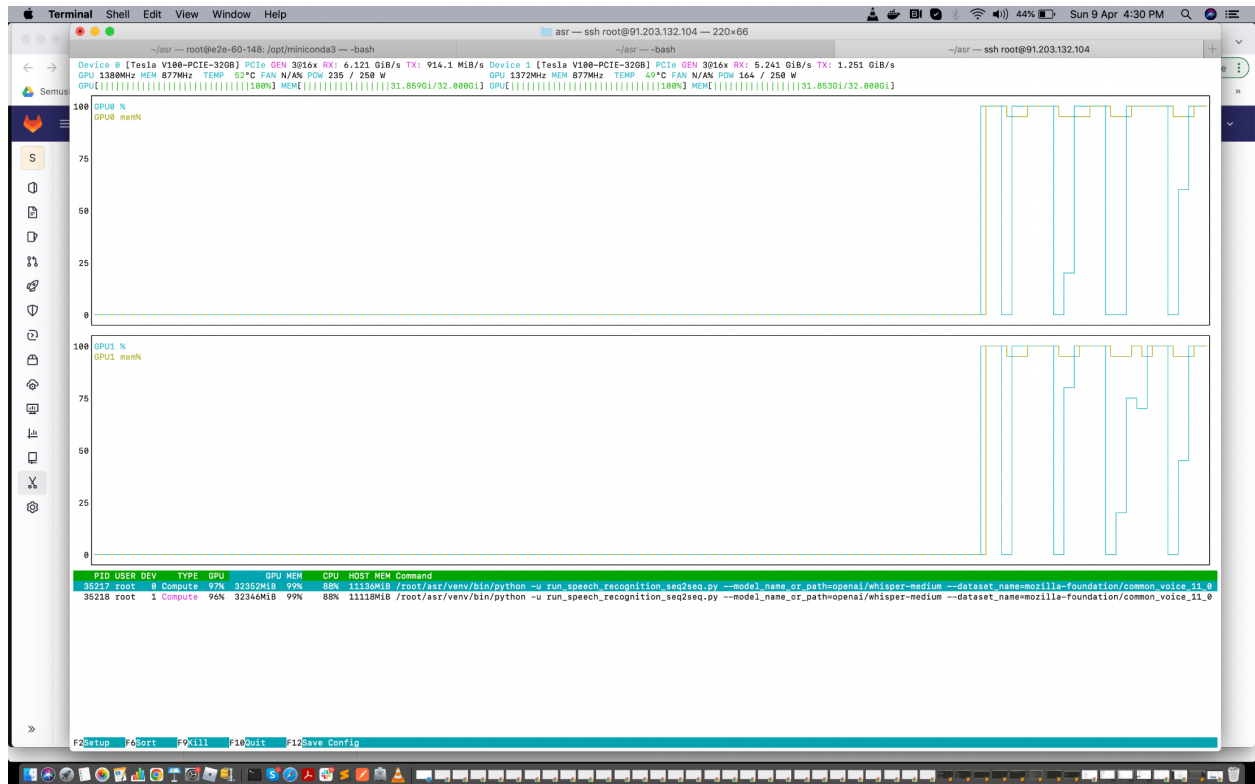 Terminal Shell Edit View Window Help
44% Sun 9 Apr 4:30 PM
asr — ssh root@91.203.132.104 — 220×66
~/asr — root@e2e-60-148: /opt/miniconda3 — -bash
~/asr — -bash
~/asr — ssh root@91.203.132.104
Device 0 [Tesla V100-PCIE-32GB] PCIe GEN 3@16x RX: 6.121 GiB/s TX: 914.1 MiB/s Device 1 [Tesla V100-PCIE-32GB] PCIe GEN 3@16x RX: 5.241 GiB/s TX: 1.251 GiB/s
GPU 1380MHz MEM 877MHz TEMP 52°C FAN N/A% POW 235 / 250 W GPU 1372MHz MEM 877MHz TEMP 49°C FAN N/A% POW 164 / 250 W
GPU[||||||||||||||||||||||||100%] MEM[||||||||||||||31.859Gi/32.000Gi] GPU[||||||||||||||||||||||||100%] MEM[||||||||||||||31.853Gi/32.000Gi]
Semus
S
100 GPU0 %
GPU0 mem%
75
50
25
0
100 GPU1 %
GPU1 mem%
75
50
25
0
PID USER DEV TYPE GPU GPU MEM CPU HOST MEM Command
35217 root 0 Compute 97% 32352MiB 99% 88% 11136MiB /root/asr/venv/bin/python -u run_speech_recognition_seq2seq.py --model_name_or_path=openai/whisper-medium --dataset_name=mozilla-foundation/common_voice_11_0
35218 root 1 Compute 96% 32346MiB 99% 88% 11118MiB /root/asr/venv/bin/python -u run_speech_recognition_seq2seq.py --model_name_or_path=openai/whisper-medium --dataset_name=mozilla-foundation/common_voice_11_0
F2Setup F6Sort F9Kill F10Quit F12Save Config